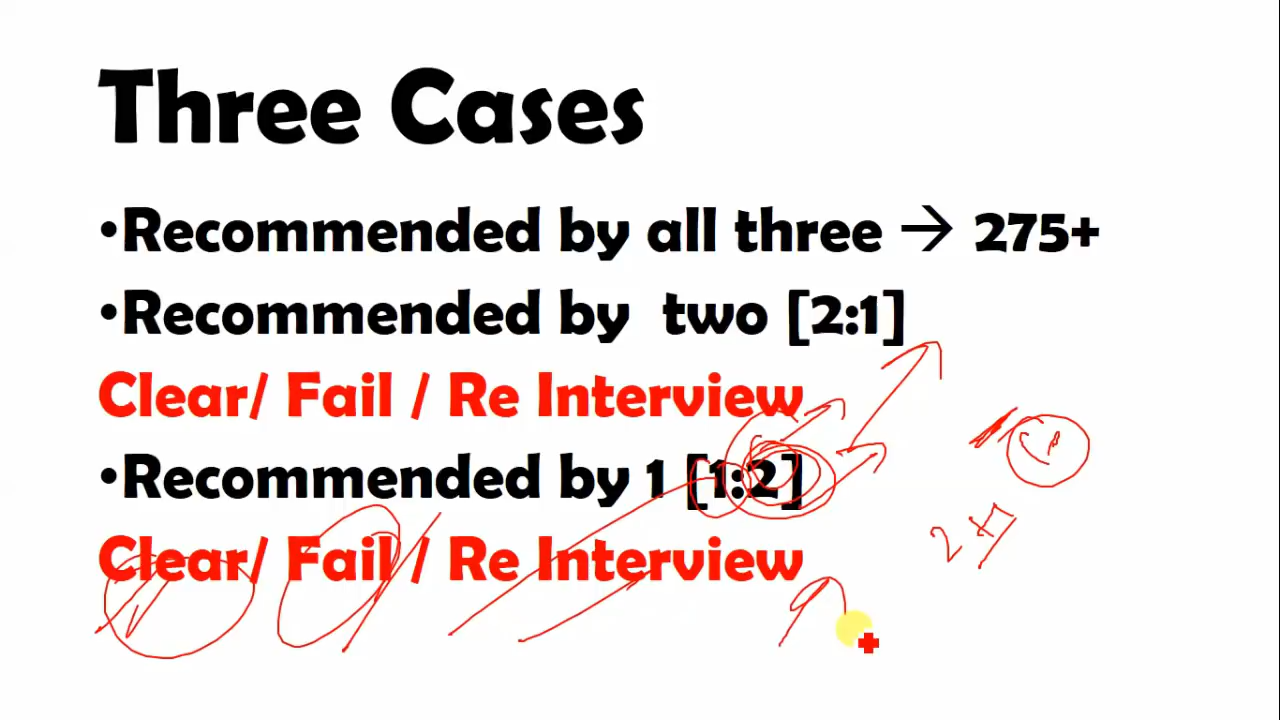 Three Cases
•Recommended by all three → 275+
•Recommended by two [2:1]
Clear/ Fail / Re Interview
•Recommended by 1 [1:2]
Clear/ Fail / Re Interview